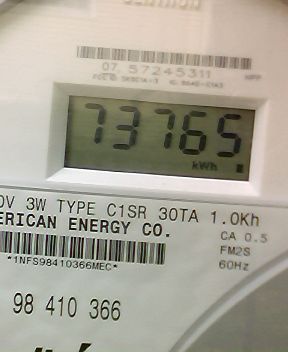 07 57245311
73765
kWh
0V 3W TYPE C1SR 30TA 1.0Kh
ERICAN ENERGY CO.
CA 0.5
*1NFS98410366MEC*
FM2S
60Hz
98 410 366